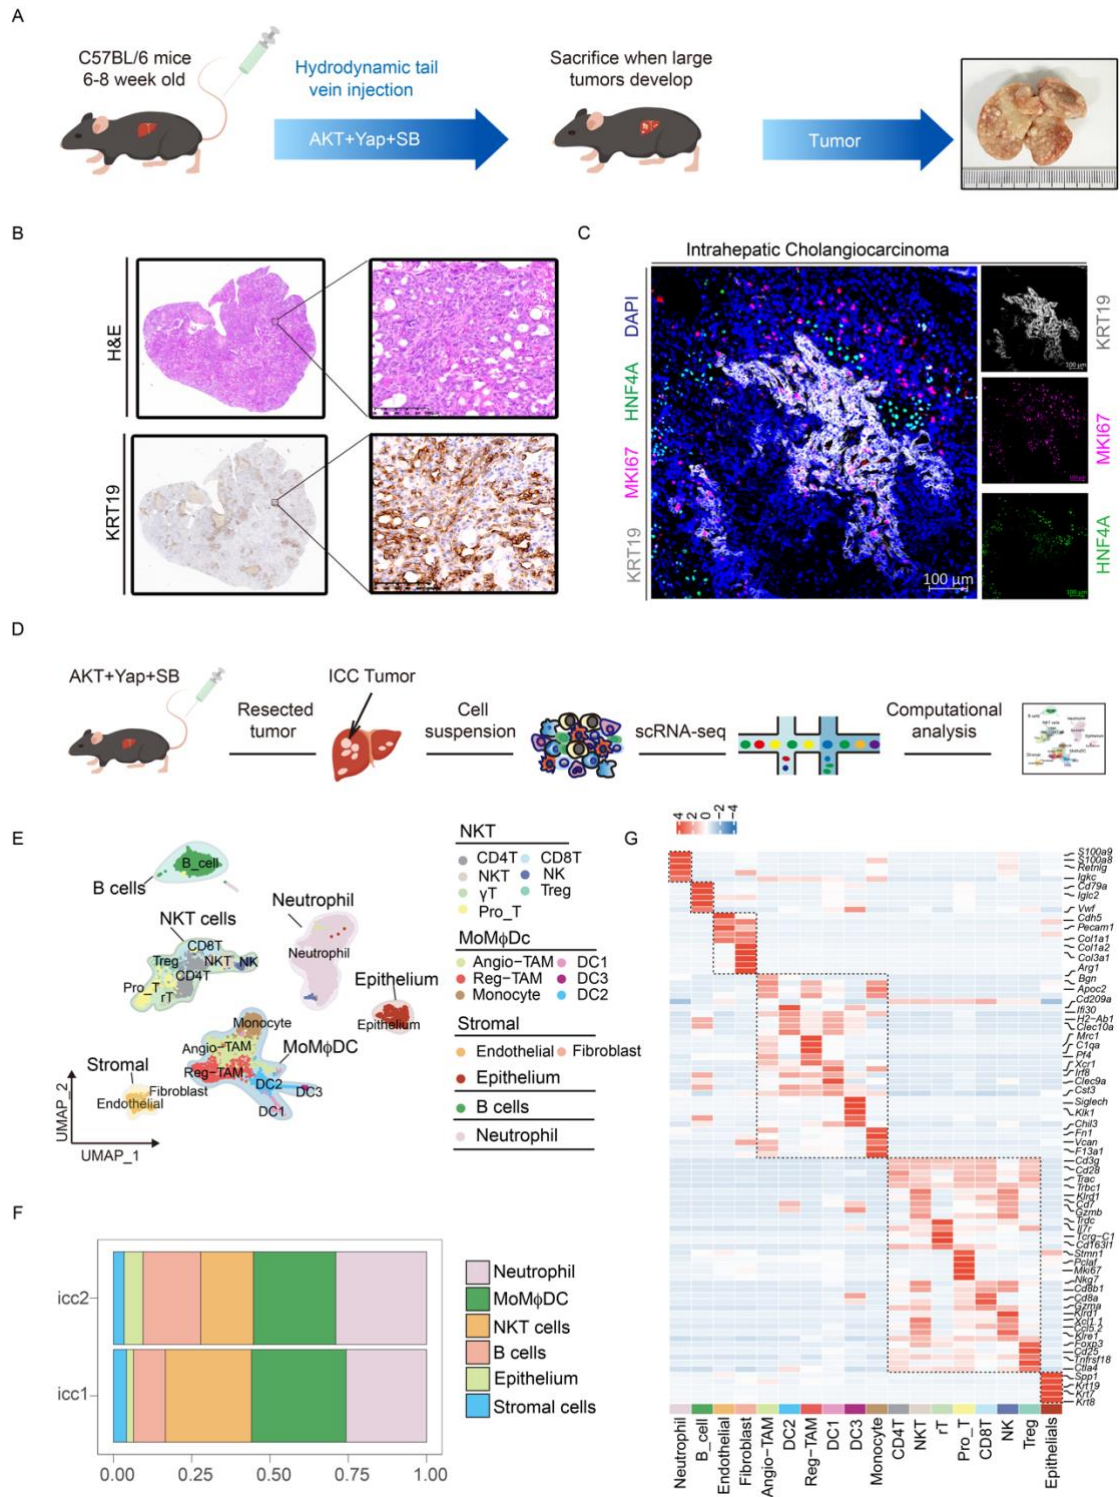 A
C57BL/6 mice
6-8 week old
Hydrodynamic tail
vein injection
AKT+Yap+SB
Sacrifice when large
tumors develop
Tumor
B
H&E
KRT19
C
Intrahepatic Cholangiocarcinoma
KRT19 MKI67 HNF4A DAPI
100 µm
KRT19
100 µm
MKI67
HNF4A
D
AKT+Yap+SB
Resected
tumor
ICC Tumor
Cell
suspension
scRNA-seq
Computational
analysis
E
B_cell
B cells
NKT cells
CD8T
Treg
NKT
NK
CD4T
Pro_T
rT
Neutrophil
Neutrophil
Epithelium
Epithelium
Monocyte
Angio-TAM
MoMϕDC
Reg-TAM
DC2
DC3
DC1
Stromal
Fibroblast
Endothelial
UMAP_2
UMAP_1
NKT
CD4T CD8T
NKT NK
γT Treg
Pro_T
MoMϕDc
Angio-TAM DC1
Reg-TAM DC3
Monocyte DC2
Stromal
Endothelial Fibroblast
Epithelium
B cells
Neutrophil
F
icc2
icc1
0.00 0.25 0.50 0.75 1.00
Neutrophil
MoMϕDC
NKT cells
B cells
Epithelium
Stromal cells
G
4 2 0 -2 -4
S100a9
S100a8
Retnlg
Igkc
Cd79a
Iglc2
Vwf
Cdh5
Pecam1
Col1a1
Col1a2
Col3a1
Arg1
Bgn
Apoc2
Cd209a
Ifi30
H2-Ab1
Clec10a
Mrc1
C1qa
Pf4
Xcr1
Irf8
Clec9a
Cst3
Siglech
Klk1
Chil3
Fn1
Vcan
F13a1
Cd3g
Cd28
Trac
Trbc1
Klrd1
Cd7
Gzmb
Trdc
Il7r
Tcrg-C1
Cd163l1
Stmn1
Pclaf
Mki67
Nkg7
Cd8b1
Cd8a
Gzma
Klrd1
Xcl1.1
Ccl5.2
Klre1
Foxp3
Cd25
Tnfrsf18
Ctla4
Spp1
Krt19
Krt7
Krt8
Neutrophil
B_cell
Endothelial
Fibroblast
Angio-TAM
DC2
Reg-TAM
DC1
DC3
Monocyte
CD4T
NKT
rT
Pro_T
CD8T
NK
Treg
Epithelials